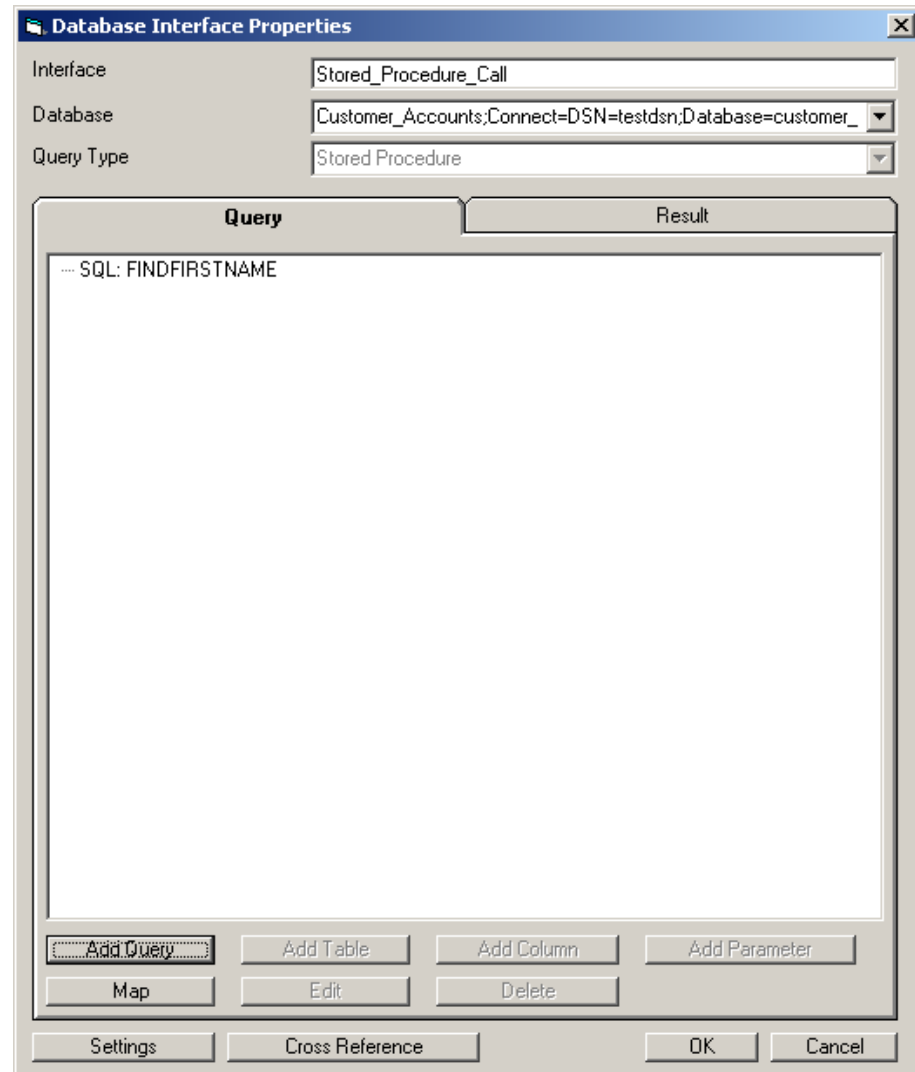 Database Interface Properties
Interface
Stored_Procedure_Call
Database
Customer_Accounts;Connect=DSN=testdsn;Database=customer_
Query Type
Stored Procedure
Query
Result
SQL: FINDFIRSTNAME
Add Query
Add Table
Add Column
Add Parameter
Map
Edit
Delete
Settings
Cross Reference
OK
Cancel